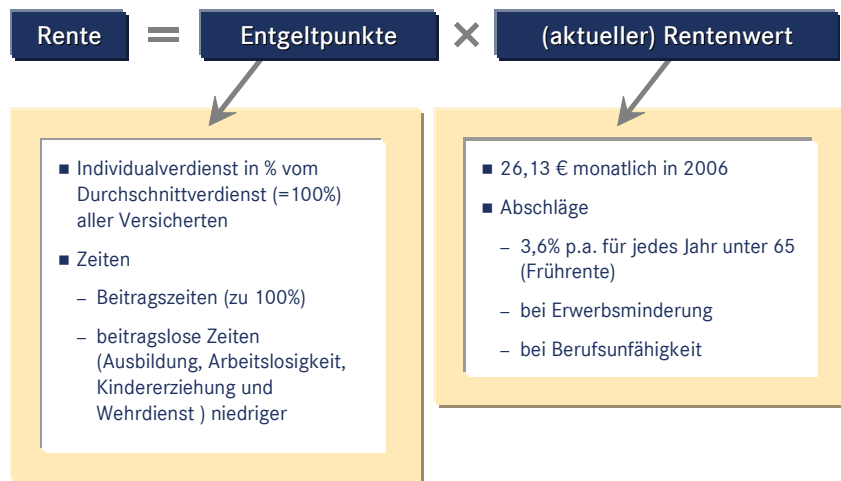 Rente = Entgeltpunkte × (aktueller) Rentenwert
■ Individualverdienst in % vom
Durchschnittverdienst (=100%)
aller Versicherten
■ Zeiten
– Beitragszeiten (zu 100%)
– beitragslose Zeiten
(Ausbildung, Arbeitslosigkeit,
Kindererziehung und
Wehrdienst ) niedriger
■ 26,13 € monatlich in 2006
■ Abschläge
– 3,6% p.a. für jedes Jahr unter 65
(Frührente)
– bei Erwerbsminderung
– bei Berufsunfähigkeit